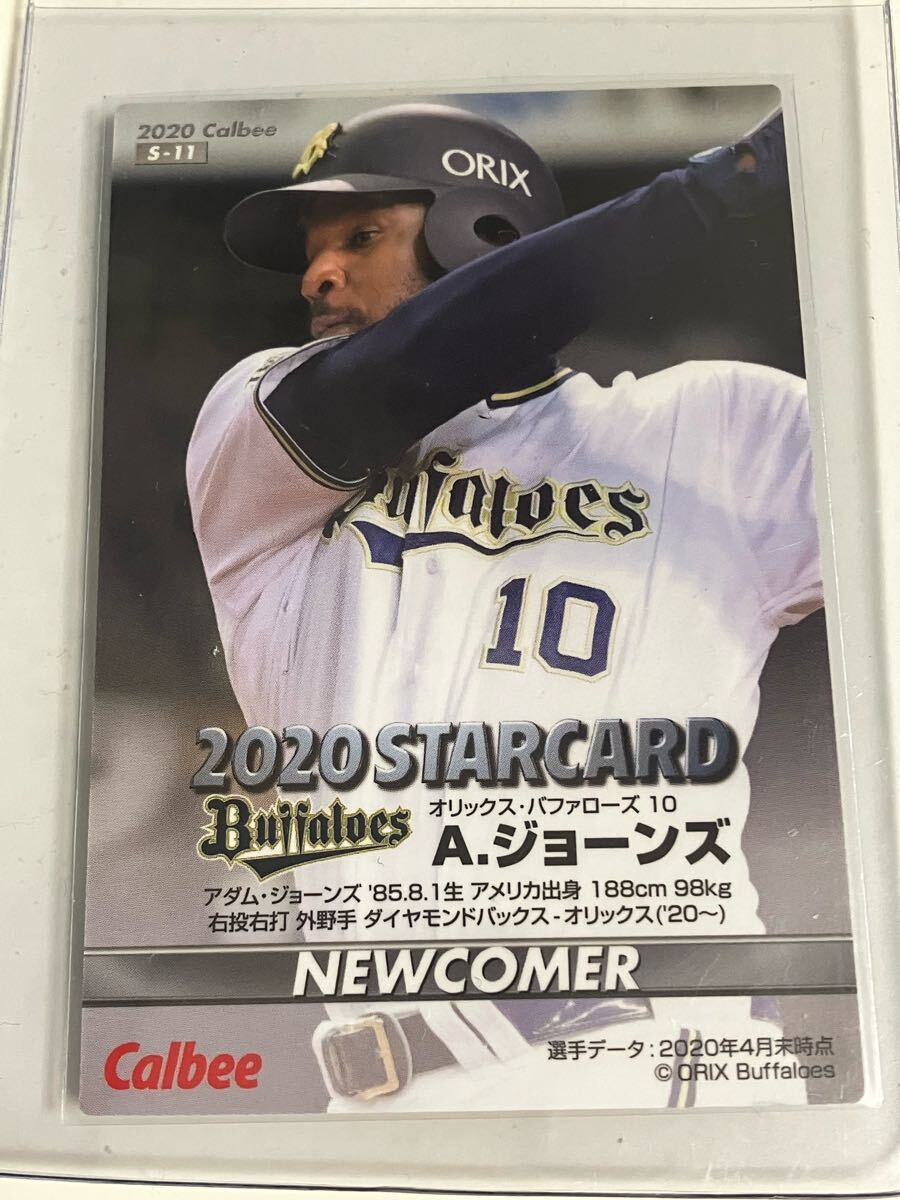 2020 Calbee
S-11
ORIX
Buffaloes
10
2020 STARCARD
Buffaloes
オリックス・バファローズ 10
A.ジョーンズ
アダム・ジョーンズ '85.8.1生 アメリカ出身 188cm 98kg
右投右打 外野手 ダイヤモンドバックス-オリックス('20〜)
NEWCOMER
Calbee
選手データ:2020年4月末時点
© ORIX Buffaloes